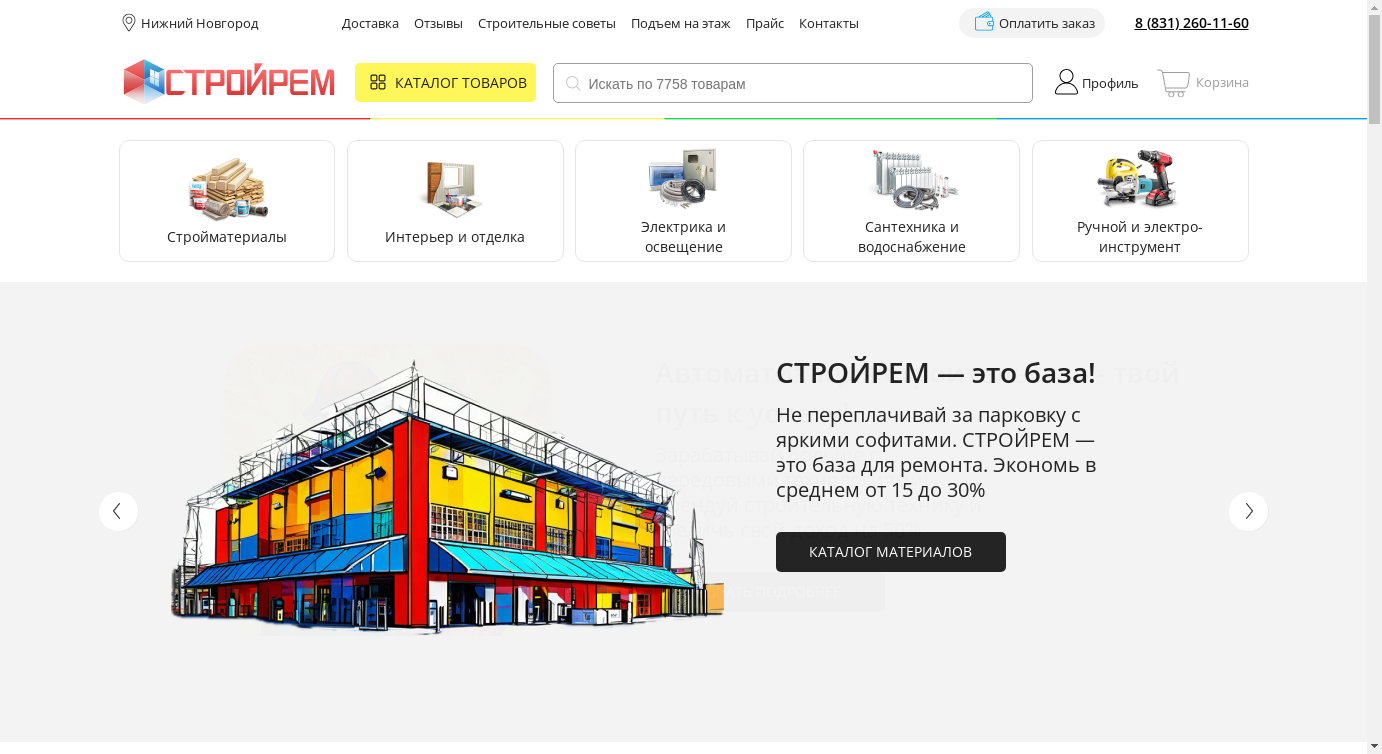 Нижний Новгород
Доставка Отзывы Строительные советы Подъем на этаж Прайс Контакты
Оплатить заказ
8 (831) 260-11-60
СТРОЙРЕМ
КАТАЛОГ ТОВАРОВ
Искать по 7758 товарам
Профиль
Корзина
Стройматериалы
Интерьер и отделка
Электрика и
освещение
Сантехника и
водоснабжение
Ручной и электро-
инструмент
СТРОЙРЕМ — это база!
Не переплачивай за парковку с
яркими софитами. СТРОЙРЕМ —
это база для ремонта. Экономь в
среднем от 15 до 30%
КАТАЛОГ МАТЕРИАЛОВ